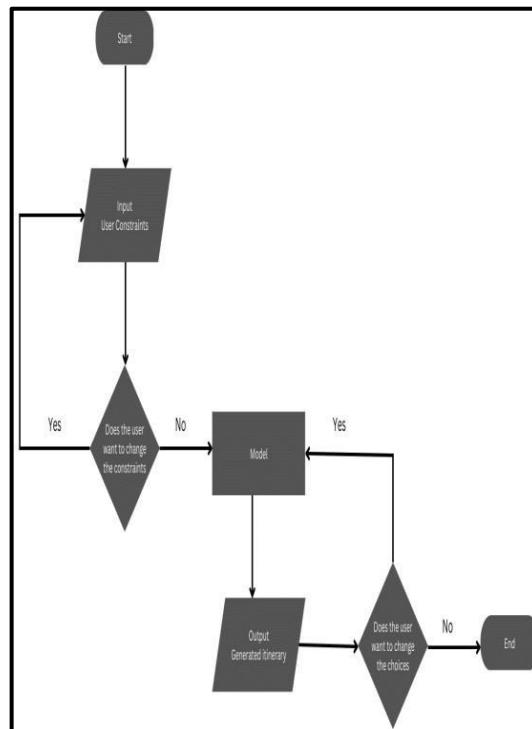 Start
Input
User Constraints
Yes
Does the user
want to change
the constraints
No
Model
Yes
Output
Generated itinerary
Does the user
want to change
the choices
No
End